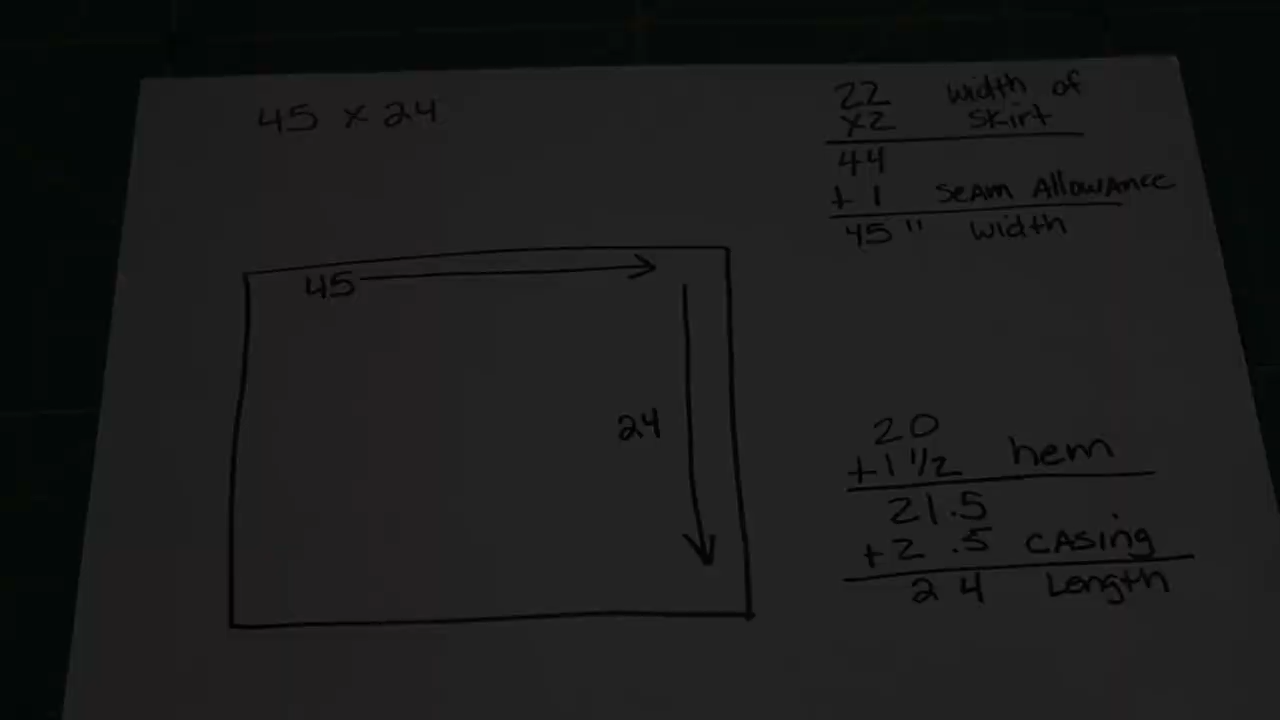 45 x 24
22 width of
x2 skirt
44
+ 1 seam Allowance
45 " width
45
24
20
+1 1/2 hem
21.5
+2.5 casing
24 Length